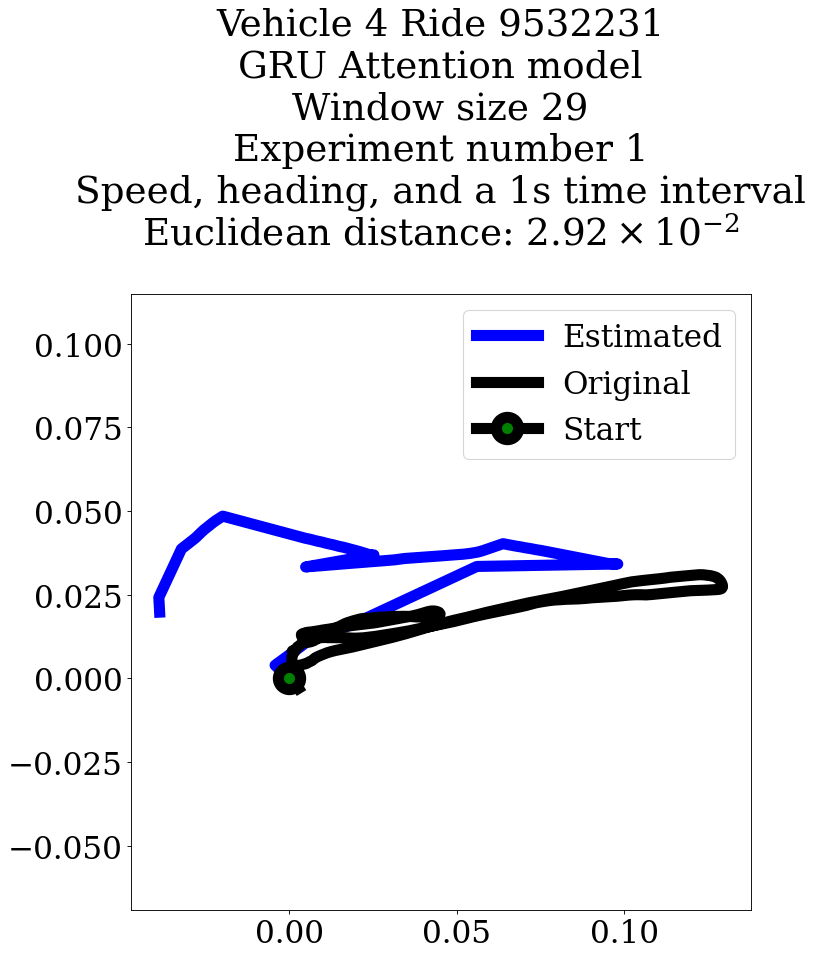 Vehicle 4 Ride 9532231
GRU Attention model
Window size 29
Experiment number 1
Speed, heading, and a 1s time interval
Euclidean distance: 2.92 × 10⁻²
Estimated
Original
Start
0.100
0.075
0.050
0.025
0.000
−0.025
−0.050
0.00 0.05 0.10